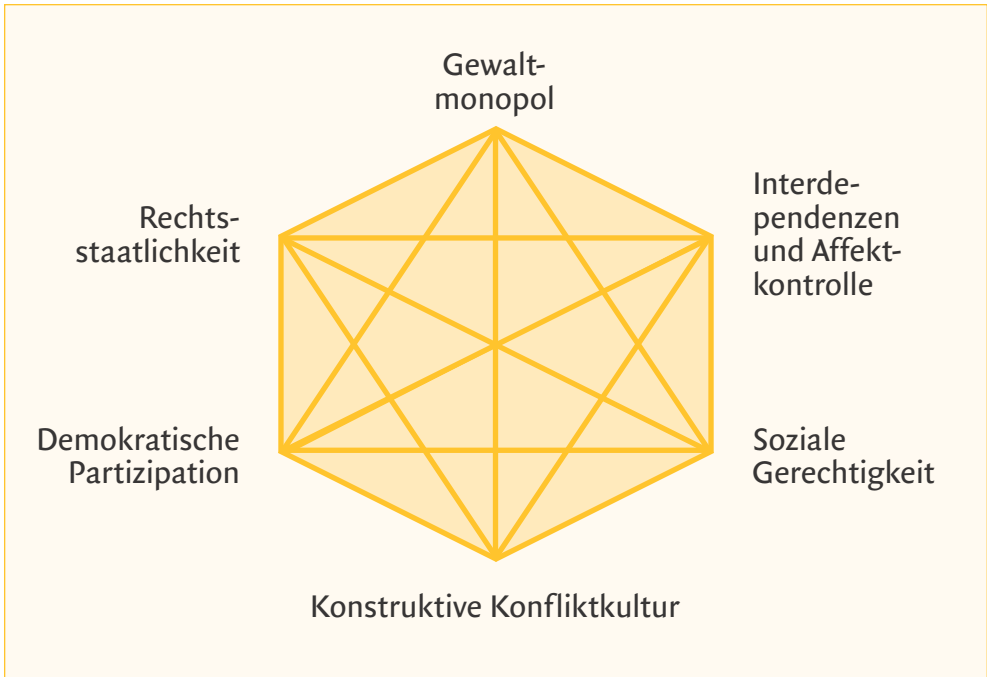 Gewalt-
monopol
Rechts-
staatlichkeit
Interde-
pendenzen
und Affekt-
kontrolle
Demokratische
Partizipation
Soziale
Gerechtigkeit
Konstruktive Konfliktkultur